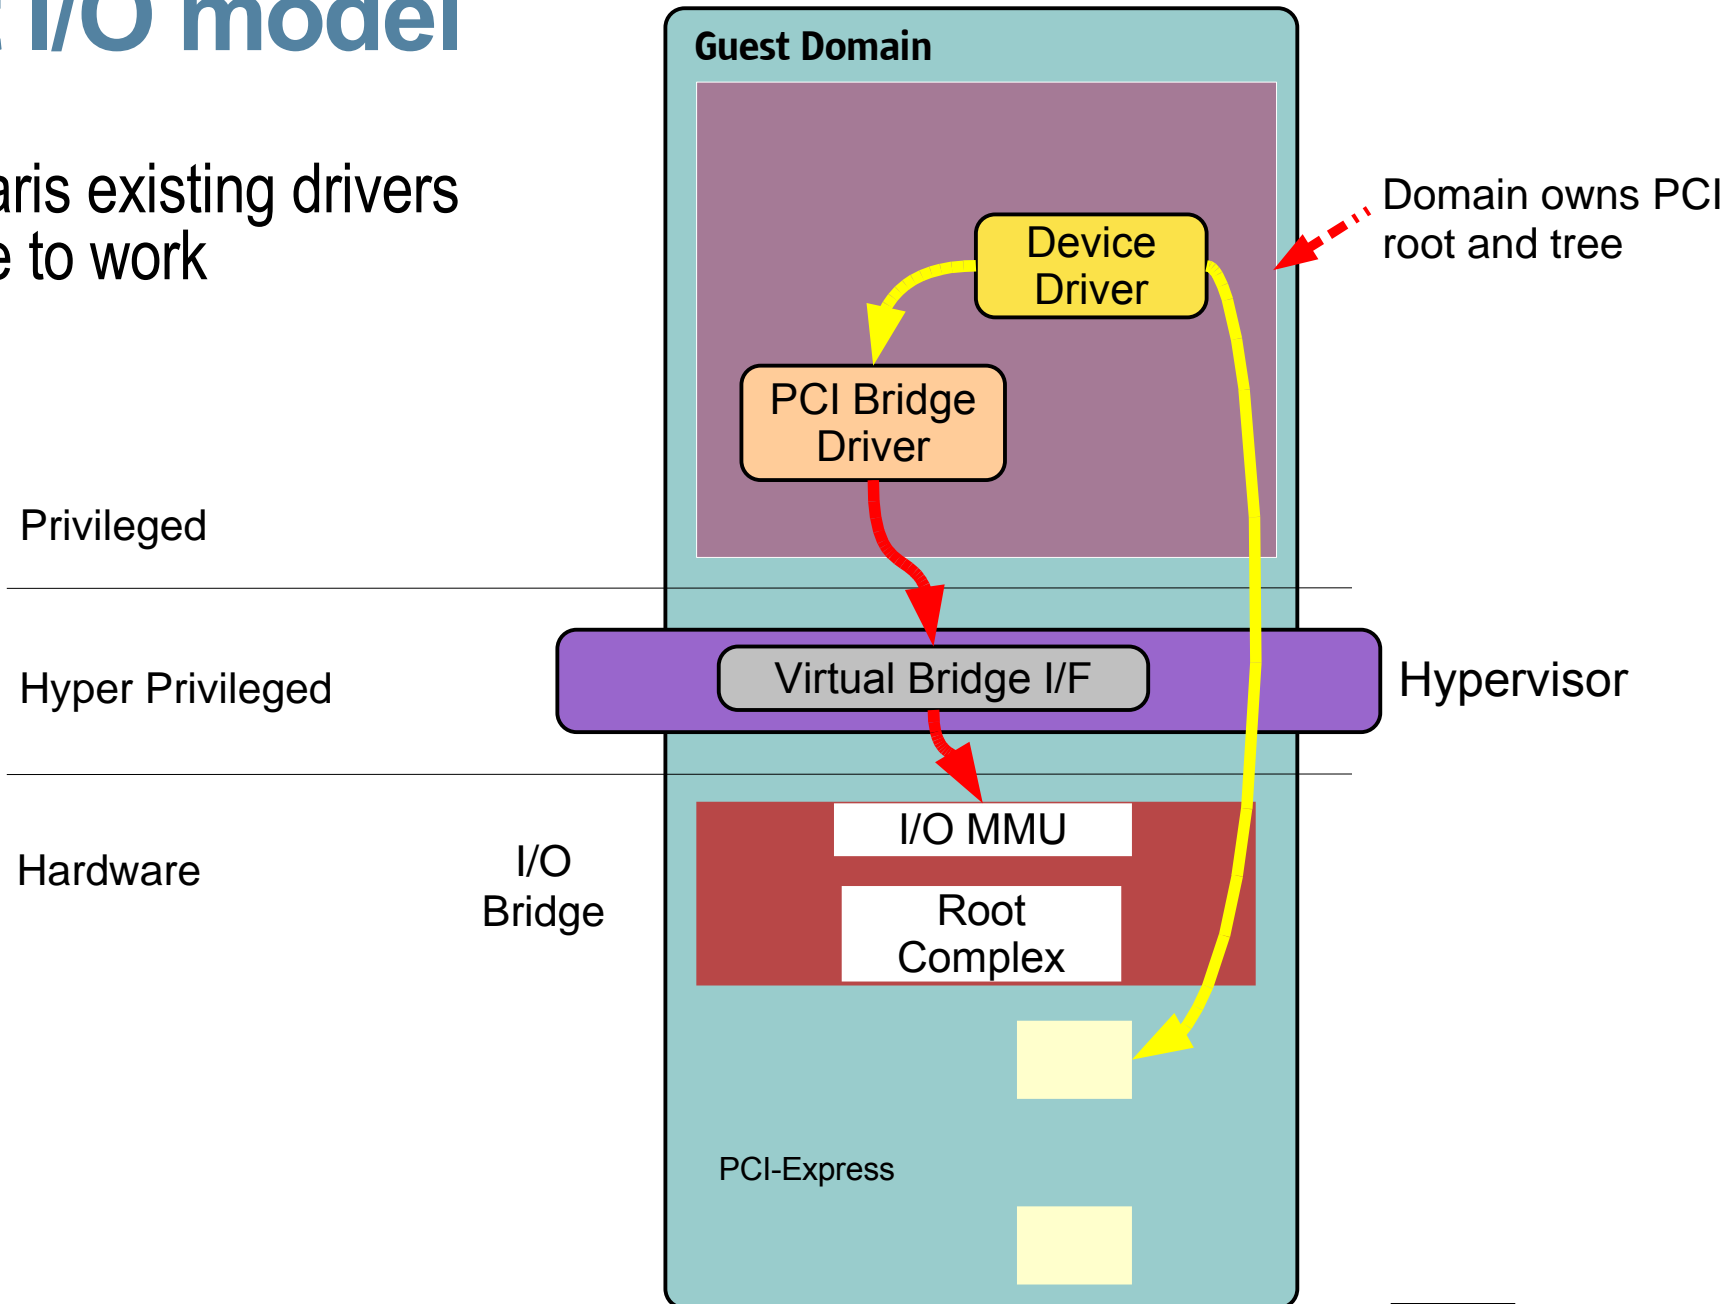 I/O model
Guest Domain
existing drivers
to work
Domain owns PCI
root and tree
Device
Driver
PCI Bridge
Driver
Privileged
Hyper Privileged
Virtual Bridge I/F
Hypervisor
Hardware
I/O
Bridge
I/O MMU
Root
Complex
PCI-Express